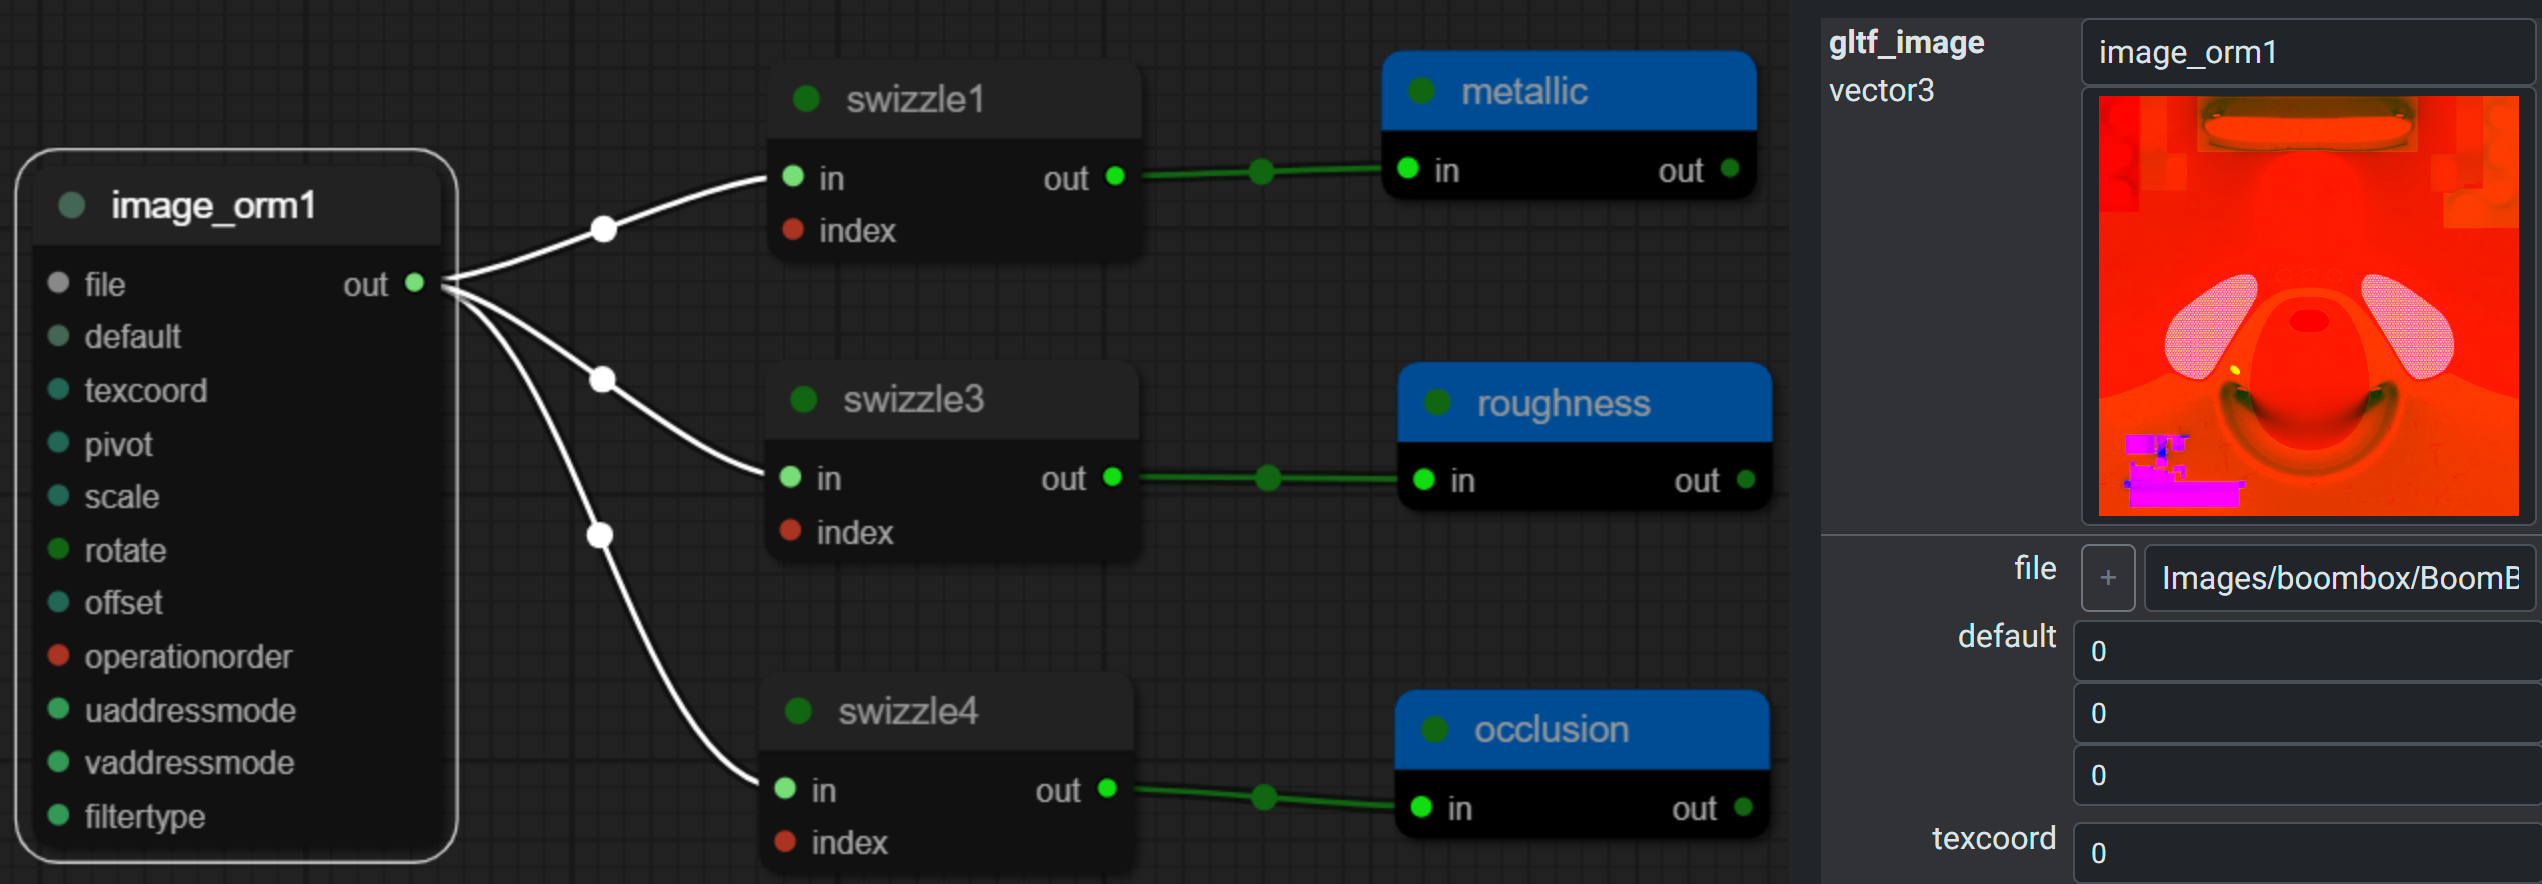 image_orm1
file
out
default
texcoord
pivot
scale
rotate
offset
operationorder
uaddressmode
vaddressmode
filtertype
swizzle1
in
out
index
swizzle3
in
out
index
swizzle4
in
out
index
metallic
in
out
roughness
in
out
occlusion
in
out
gltf_image
image_orm1
vector3
file
+
Images/boombox/BoomB
default
0
0
0
texcoord
0